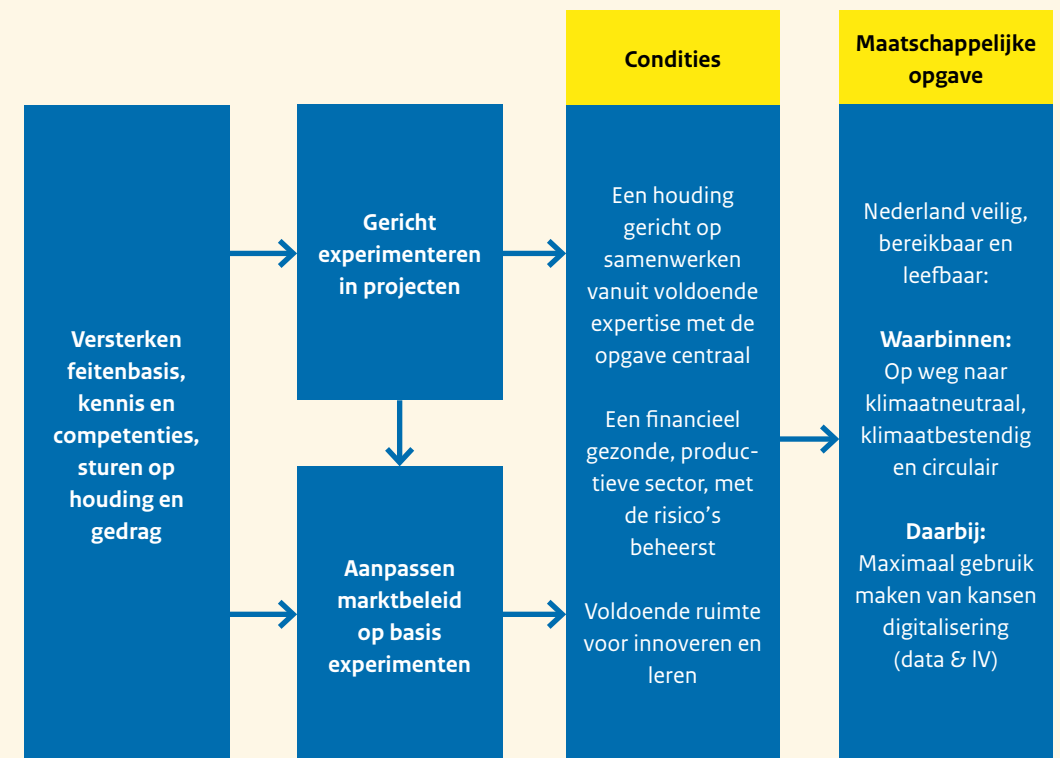 Versterken
feitenbasis,
kennis en
competenties,
sturen op
houding en
gedrag
Gericht
experimenteren
in projecten
Aanpassen
marktbeleid
op basis
experimenten
Condities
Een houding
gericht op
samenwerken
vanuit voldoende
expertise met de
opgave centraal
Een financieel
gezonde, produc-
tieve sector, met
de risico’s
beheerst
Voldoende ruimte
voor innoveren en
leren
Maatschappelijke
opgave
Nederland veilig,
bereikbaar en
leefbaar:
Waarbinnen:
Op weg naar
klimaatneutraal,
klimaatbestendig
en circulair
Daarbij:
Maximaal gebruik
maken van kansen
digitalisering
(data & lV)